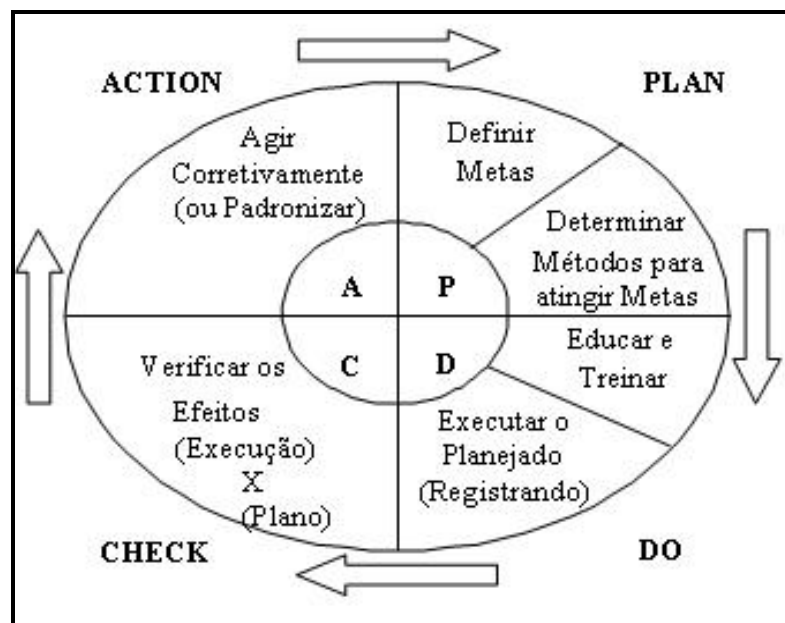 ACTION
PLAN
Agir
Corretivamente
(ou Padronizar)
Definir
Metas
Determinar
Métodos para
atingir Metas
A
P
C
D
Educar e
Treinar
Executar o
Planejado
(Registrando)
Verificar os
Efeitos
(Execução)
X
(Plano)
CHECK
DO